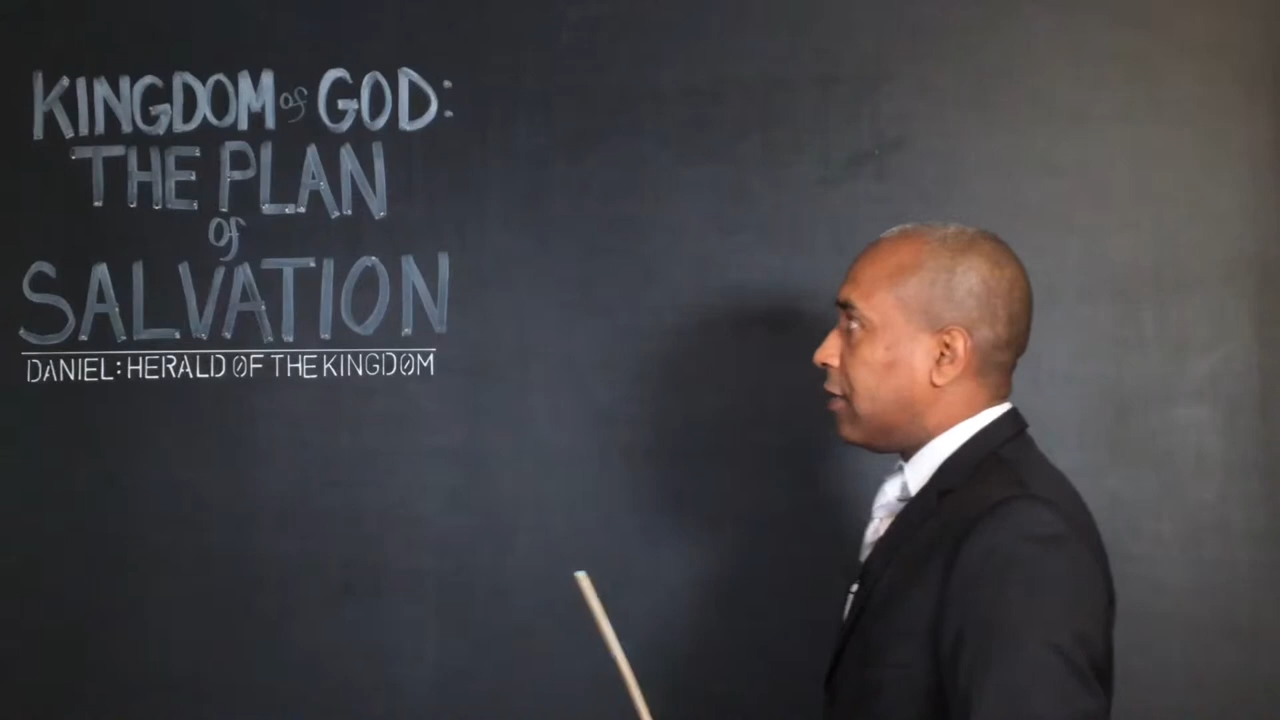 KINGDOM of GOD:
THE PLAN
of
SALVATION
DANIEL: HERALD OF THE KINGDOM